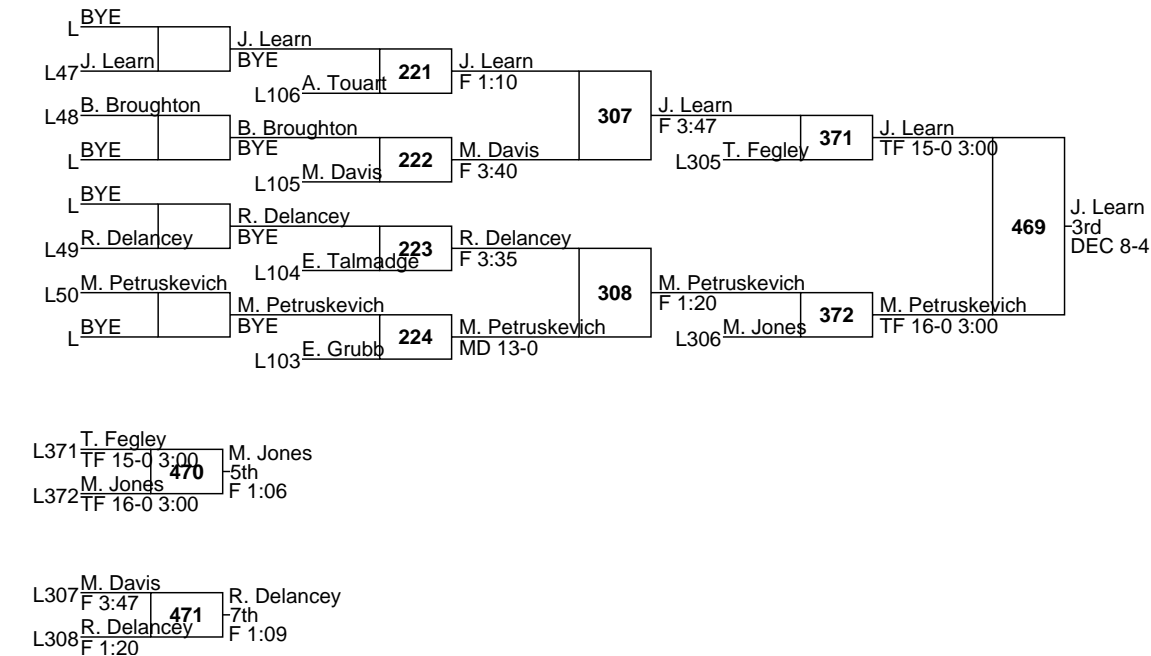 L BYE
L47 J. Learn
J. Learn
BYE
L106 A. Touart
221
J. Learn
F 1:10
L48 B. Broughton
L BYE
B. Broughton
BYE
L105 M. Davis
222
M. Davis
F 3:40
307
J. Learn
F 3:47
L305 T. Fegley
371
J. Learn
TF 15-0 3:00
L BYE
L49 R. Delancey
R. Delancey
BYE
L104 E. Talmadge
223
R. Delancey
F 3:35
L50 M. Petruskevich
L BYE
M. Petruskevich
BYE
L103 E. Grubb
224
M. Petruskevich
MD 13-0
308
M. Petruskevich
F 1:20
L306 M. Jones
372
M. Petruskevich
TF 16-0 3:00
469
J. Learn
3rd
DEC 8-4
L371 T. Fegley
TF 15-0 3:00
L372 M. Jones
TF 16-0 3:00
470
M. Jones
5th
F 1:06
L307 M. Davis
F 3:47
L308 R. Delancey
F 1:20
471
R. Delancey
7th
F 1:09